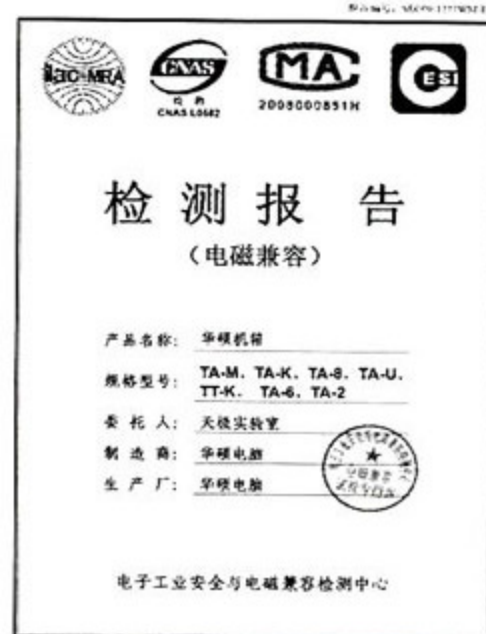 ilac-MRA
CNAS
CNAS L0682
MA
2008000851H
CESI
检测报告
（电磁兼容）
产品名称： 华硕机箱
规格型号： TA-M、TA-K、TA-8、TA-U、
TT-K、 TA-6、TA-2
委托人： 天极实验室
制造商： 华硕电脑
生产厂： 华硕电脑
电子工业安全与电磁兼容检测中心